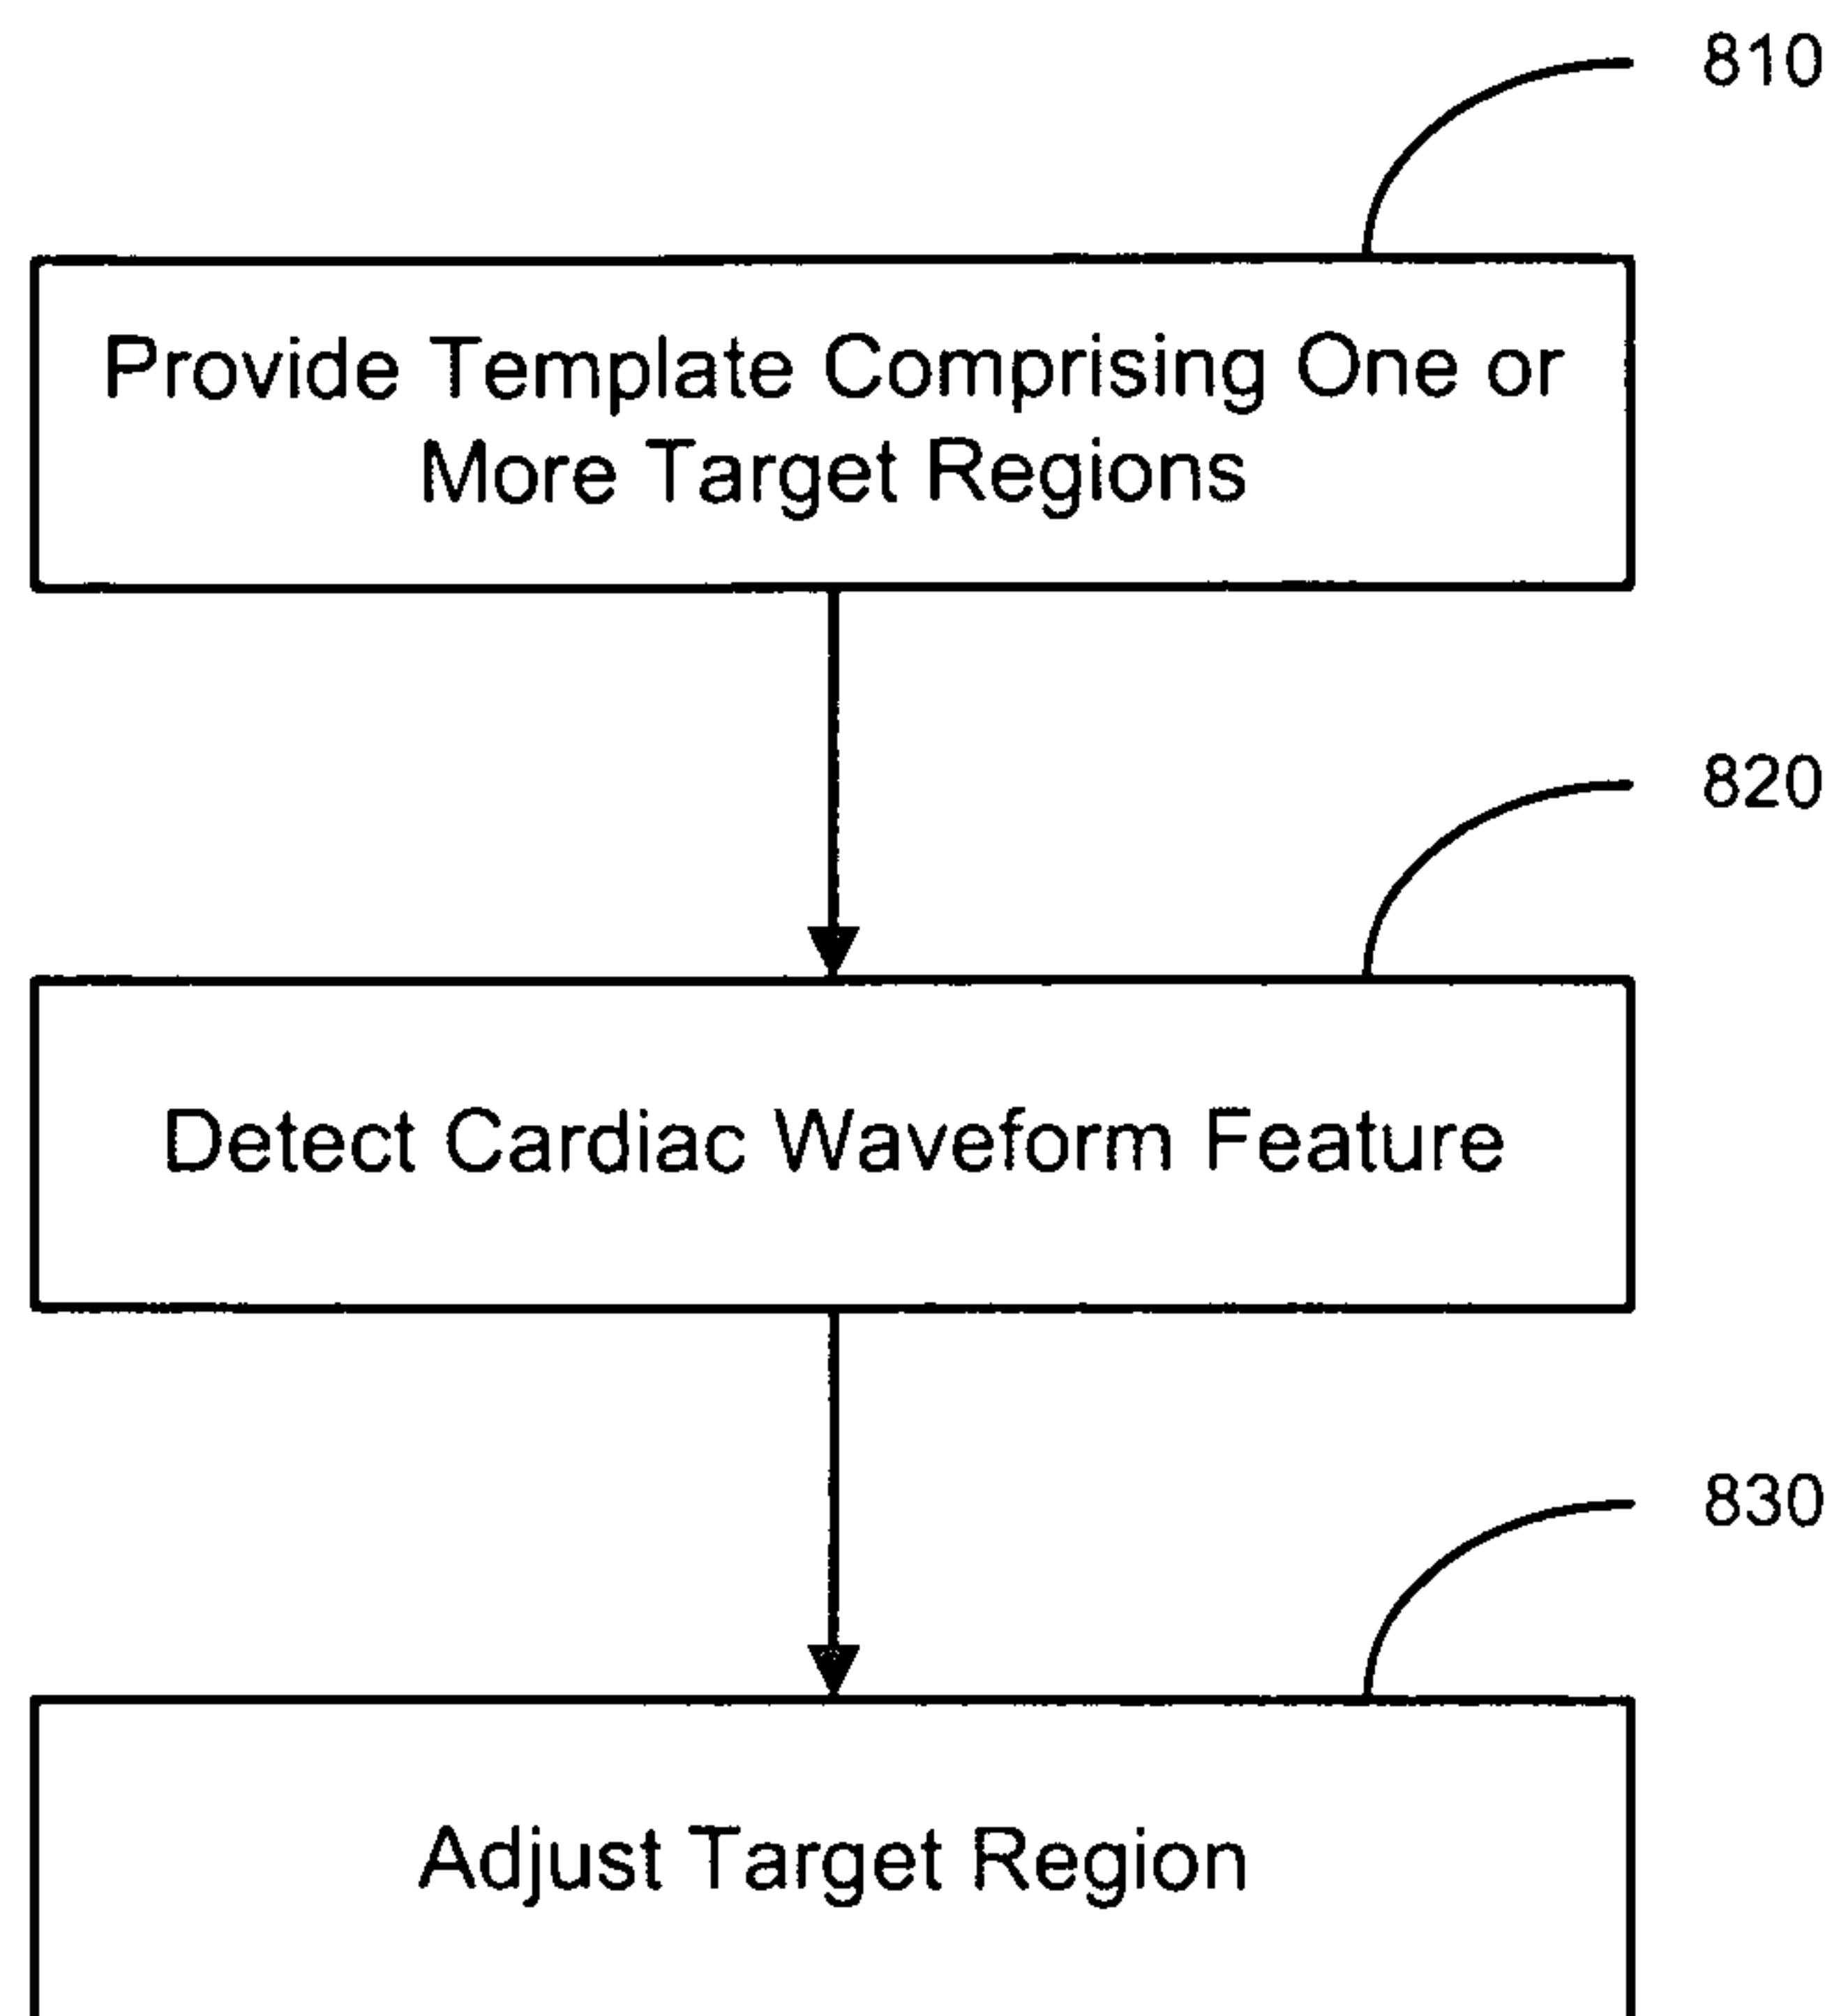 810
Provide Template Comprising One or
More Target Regions
820
Detect Cardiac Waveform Feature
830
Adjust Target Region